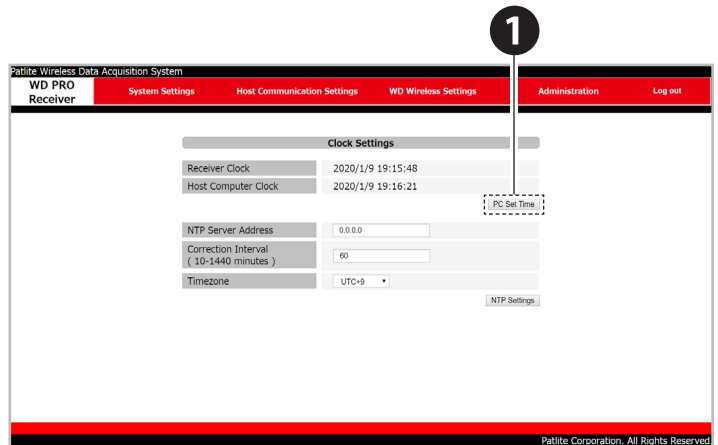 1
Patlite Wireless Data Acquisition System
WD PRO
Receiver
System Settings
Host Communication Settings
WD Wireless Settings
Administration
Log out
Clock Settings
Receiver Clock 2020/1/9 19:15:48
Host Computer Clock 2020/1/9 19:16:21
PC Set Time
NTP Server Address 0.0.0.0
Correction Interval
( 10-1440 minutes ) 60
Timezone UTC+9
NTP Settings
Patlite Corporation. All Rights Reserved